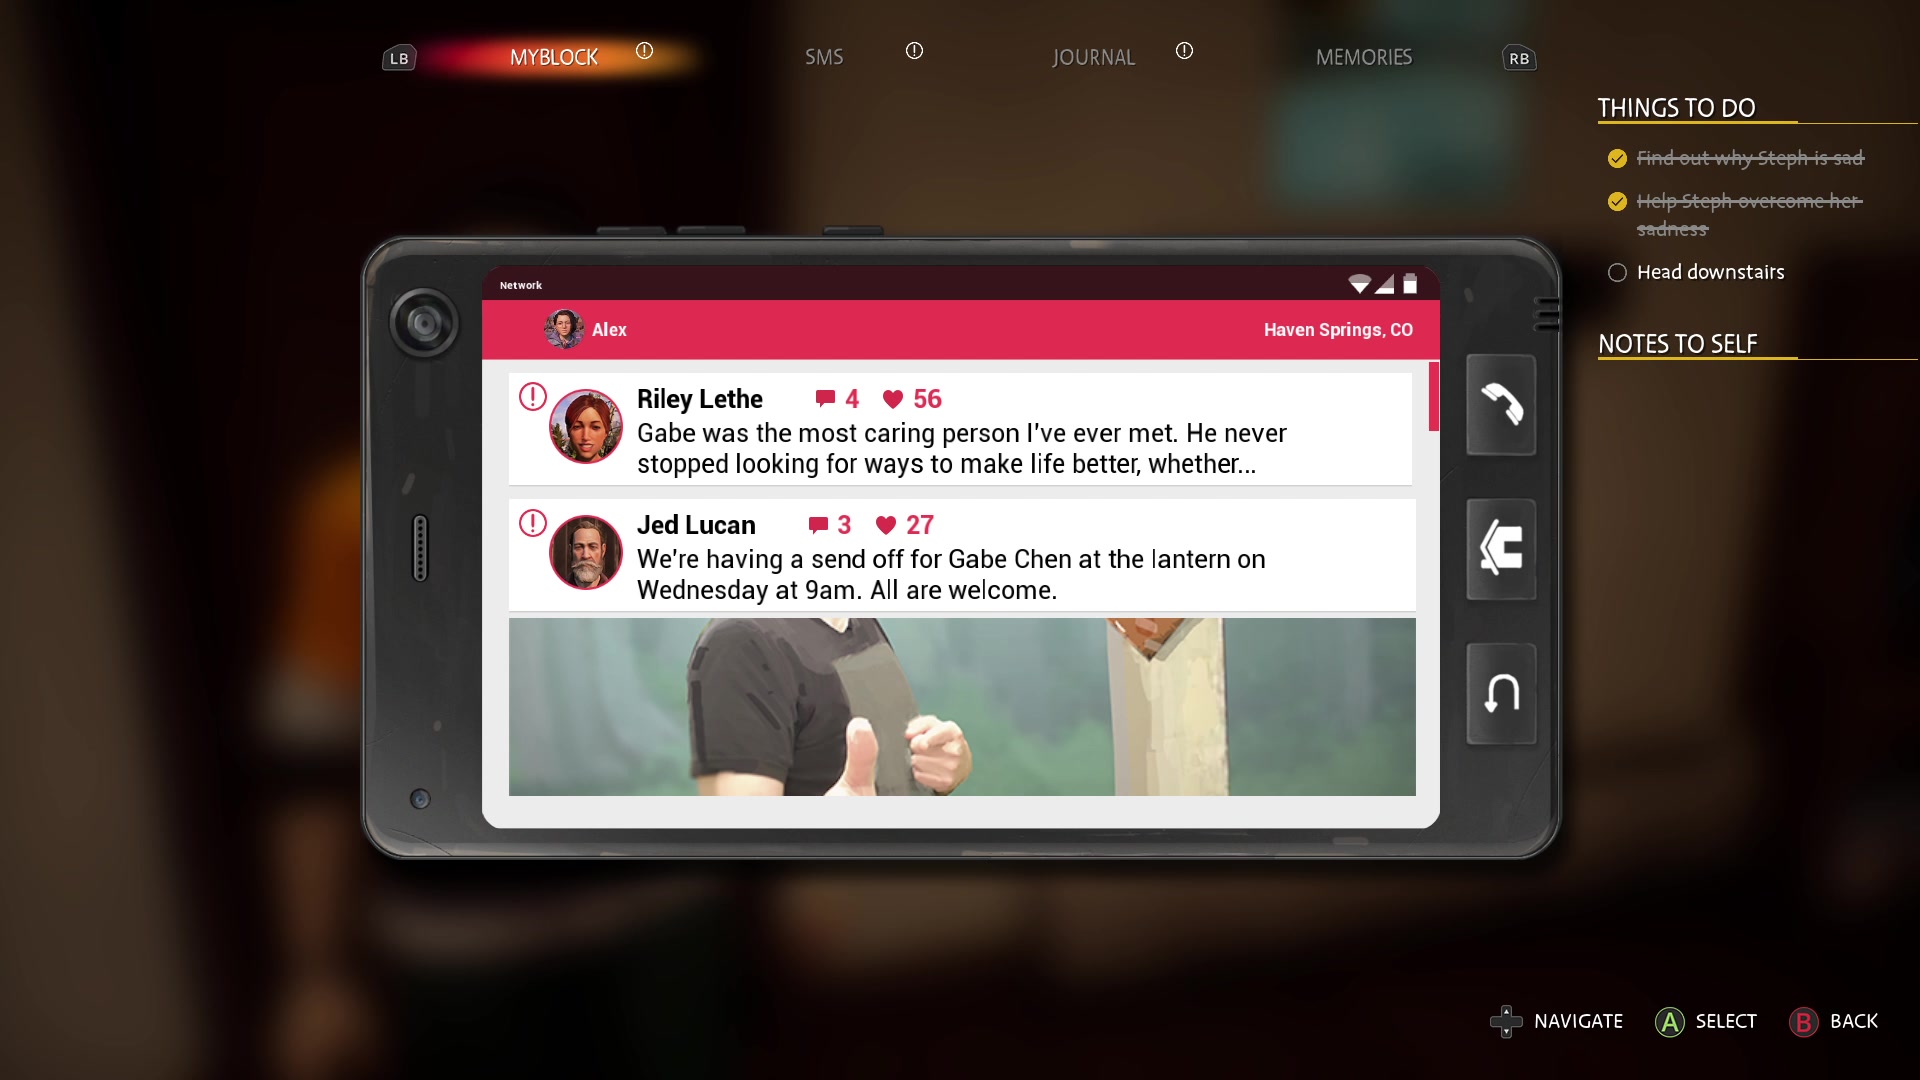 LB
MYBLOCK
SMS
JOURNAL
MEMORIES
RB
THINGS TO DO
Find out why Steph is sad
Help Steph overcome her
sadness
Head downstairs
NOTES TO SELF
Network
Alex
Haven Springs, CO
Riley Lethe 4 56
Gabe was the most caring person I've ever met. He never
stopped looking for ways to make life better, whether...
Jed Lucan 3 27
We're having a send off for Gabe Chen at the lantern on
Wednesday at 9am. All are welcome.
NAVIGATE
A SELECT
B BACK